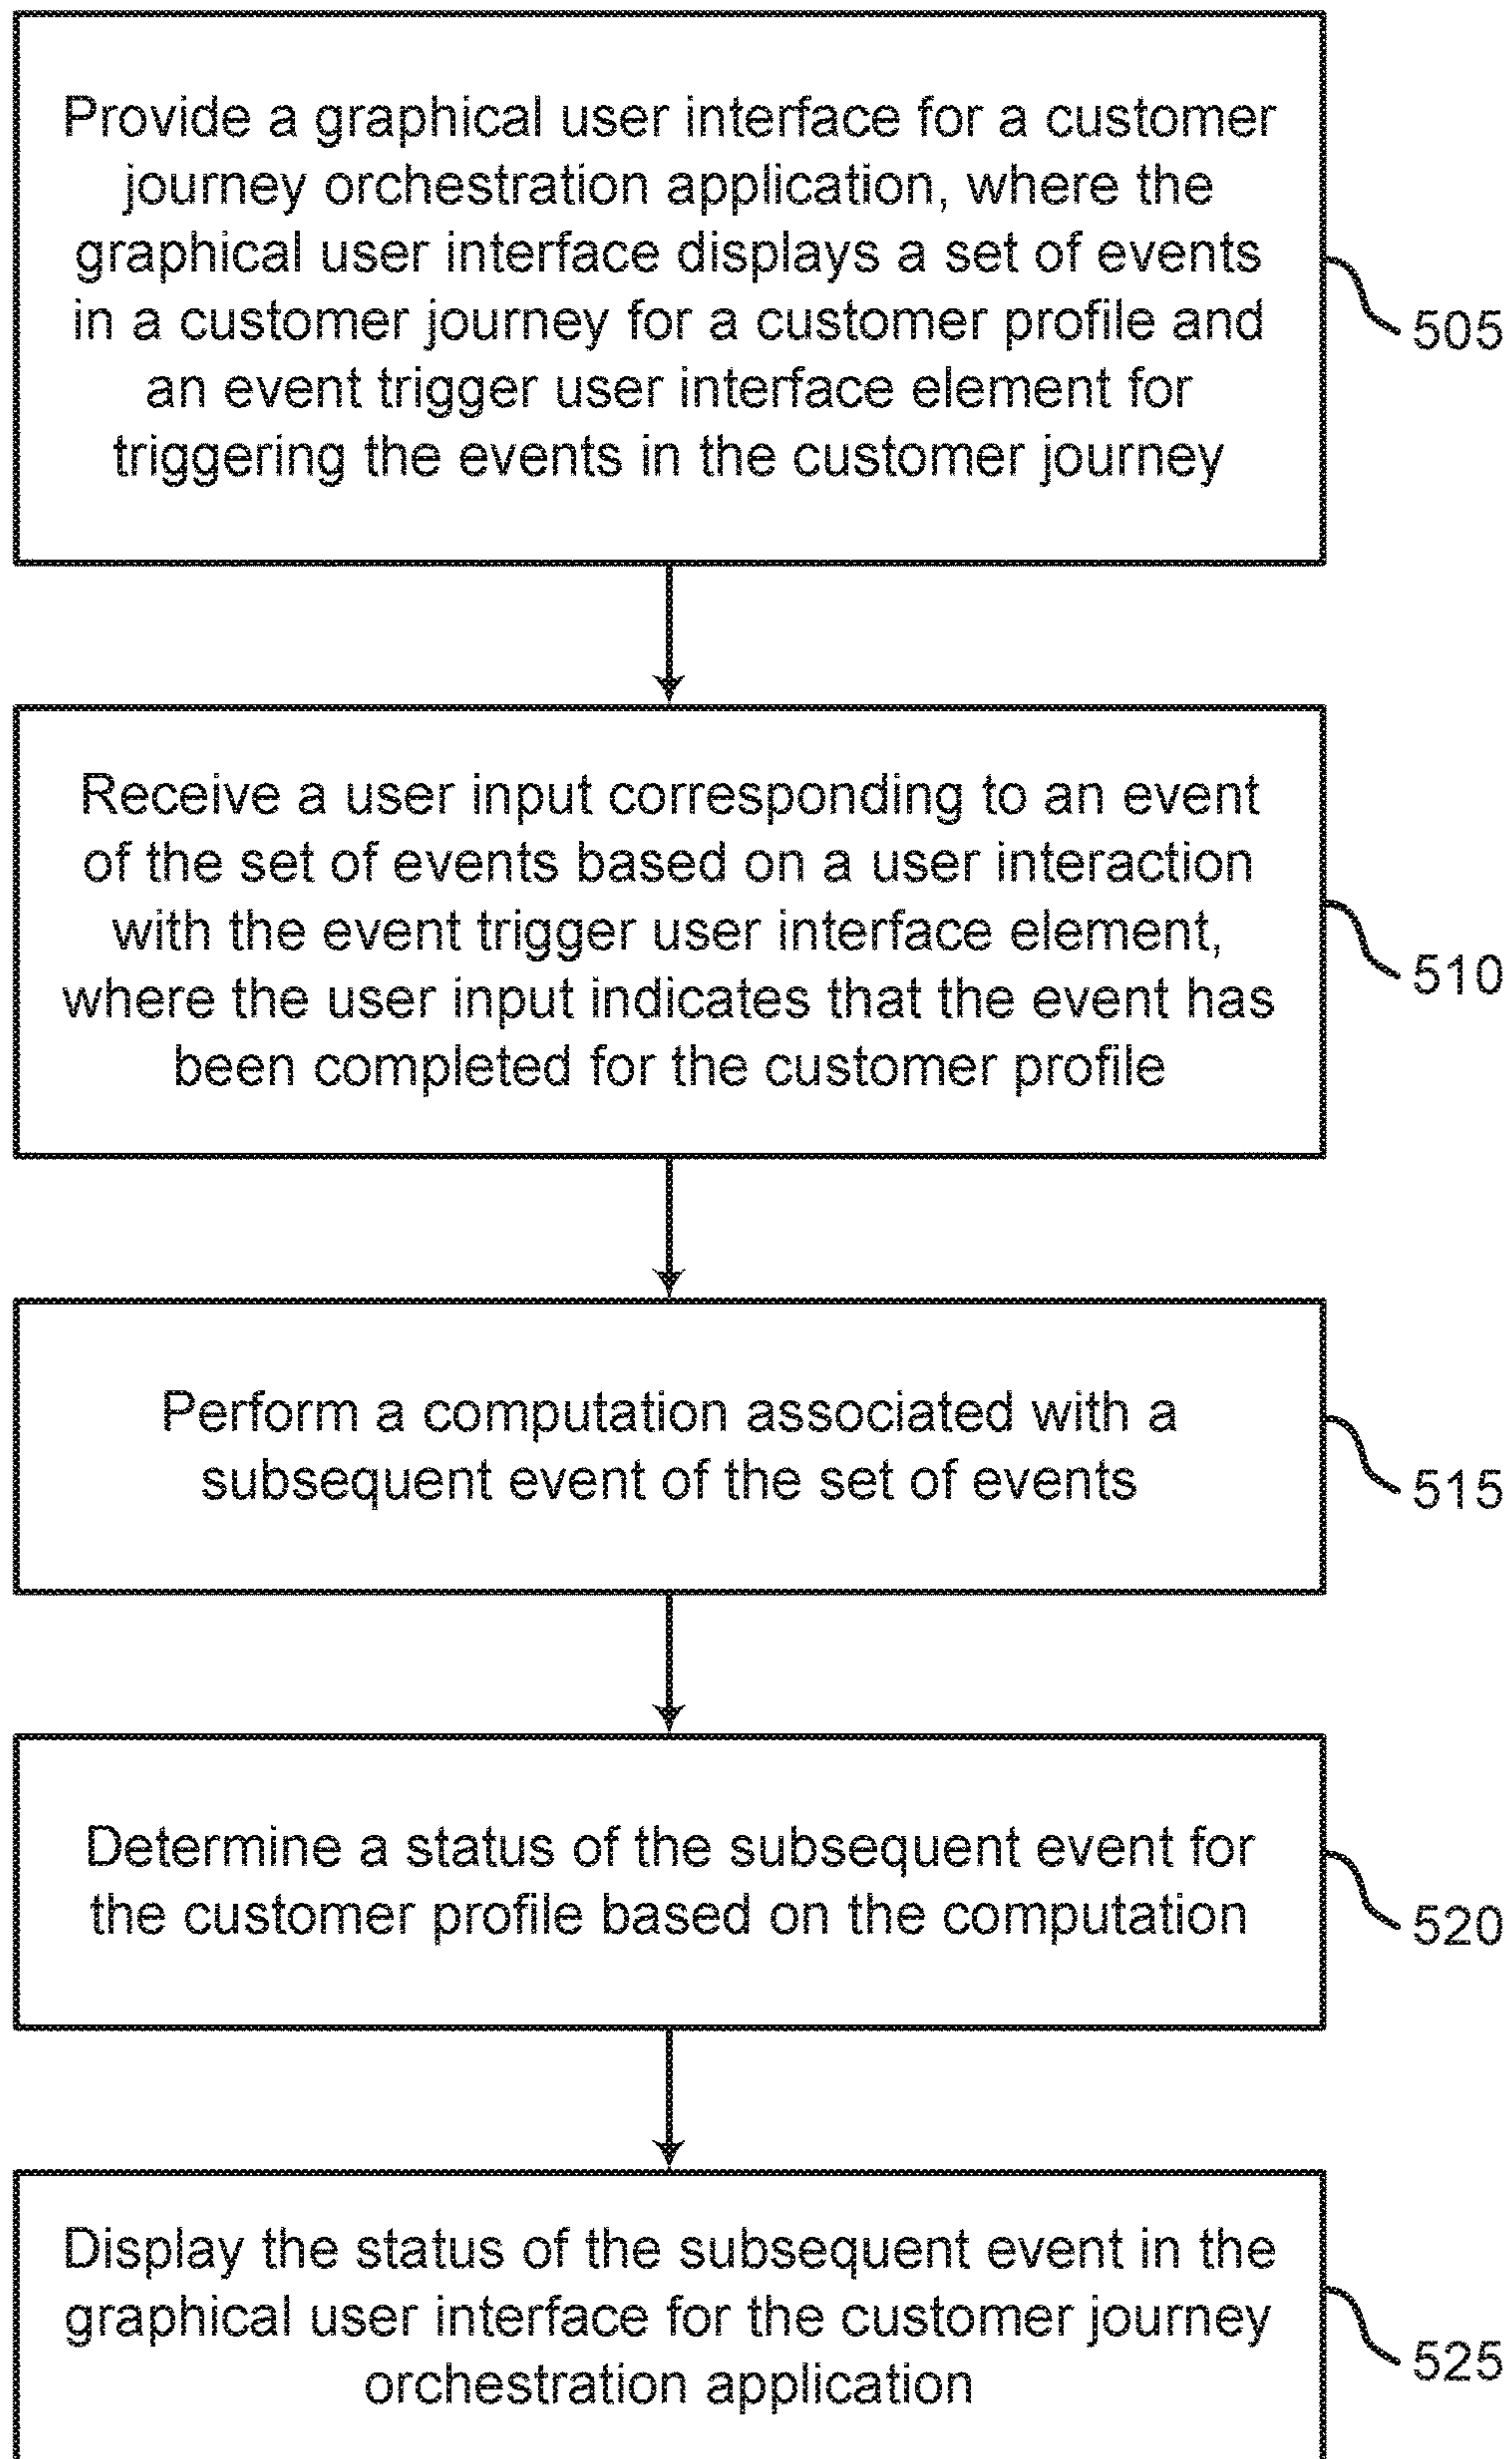 Provide a graphical user interface for a customer
journey orchestration application, where the
graphical user interface displays a set of events
in a customer journey for a customer profile and
an event trigger user interface element for
triggering the events in the customer journey
505
Receive a user input corresponding to an event
of the set of events based on a user interaction
with the event trigger user interface element,
where the user input indicates that the event has
been completed for the customer profile
510
Perform a computation associated with a
subsequent event of the set of events
515
Determine a status of the subsequent event for
the customer profile based on the computation
520
Display the status of the subsequent event in the
graphical user interface for the customer journey
orchestration application
525